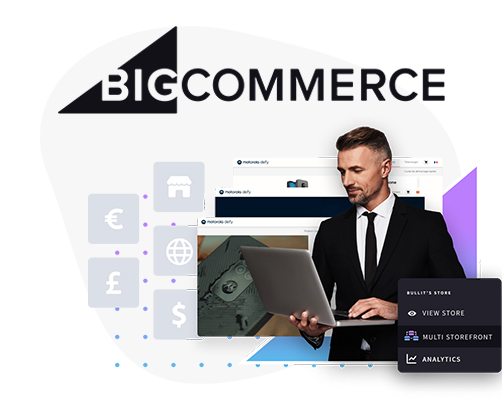 BIGCOMMERCE
€
£
$
motorola defy
motorola defy
motorola defy
BULLIT'S STORE
VIEW STORE
MULTI STOREFRONT
ANALYTICS